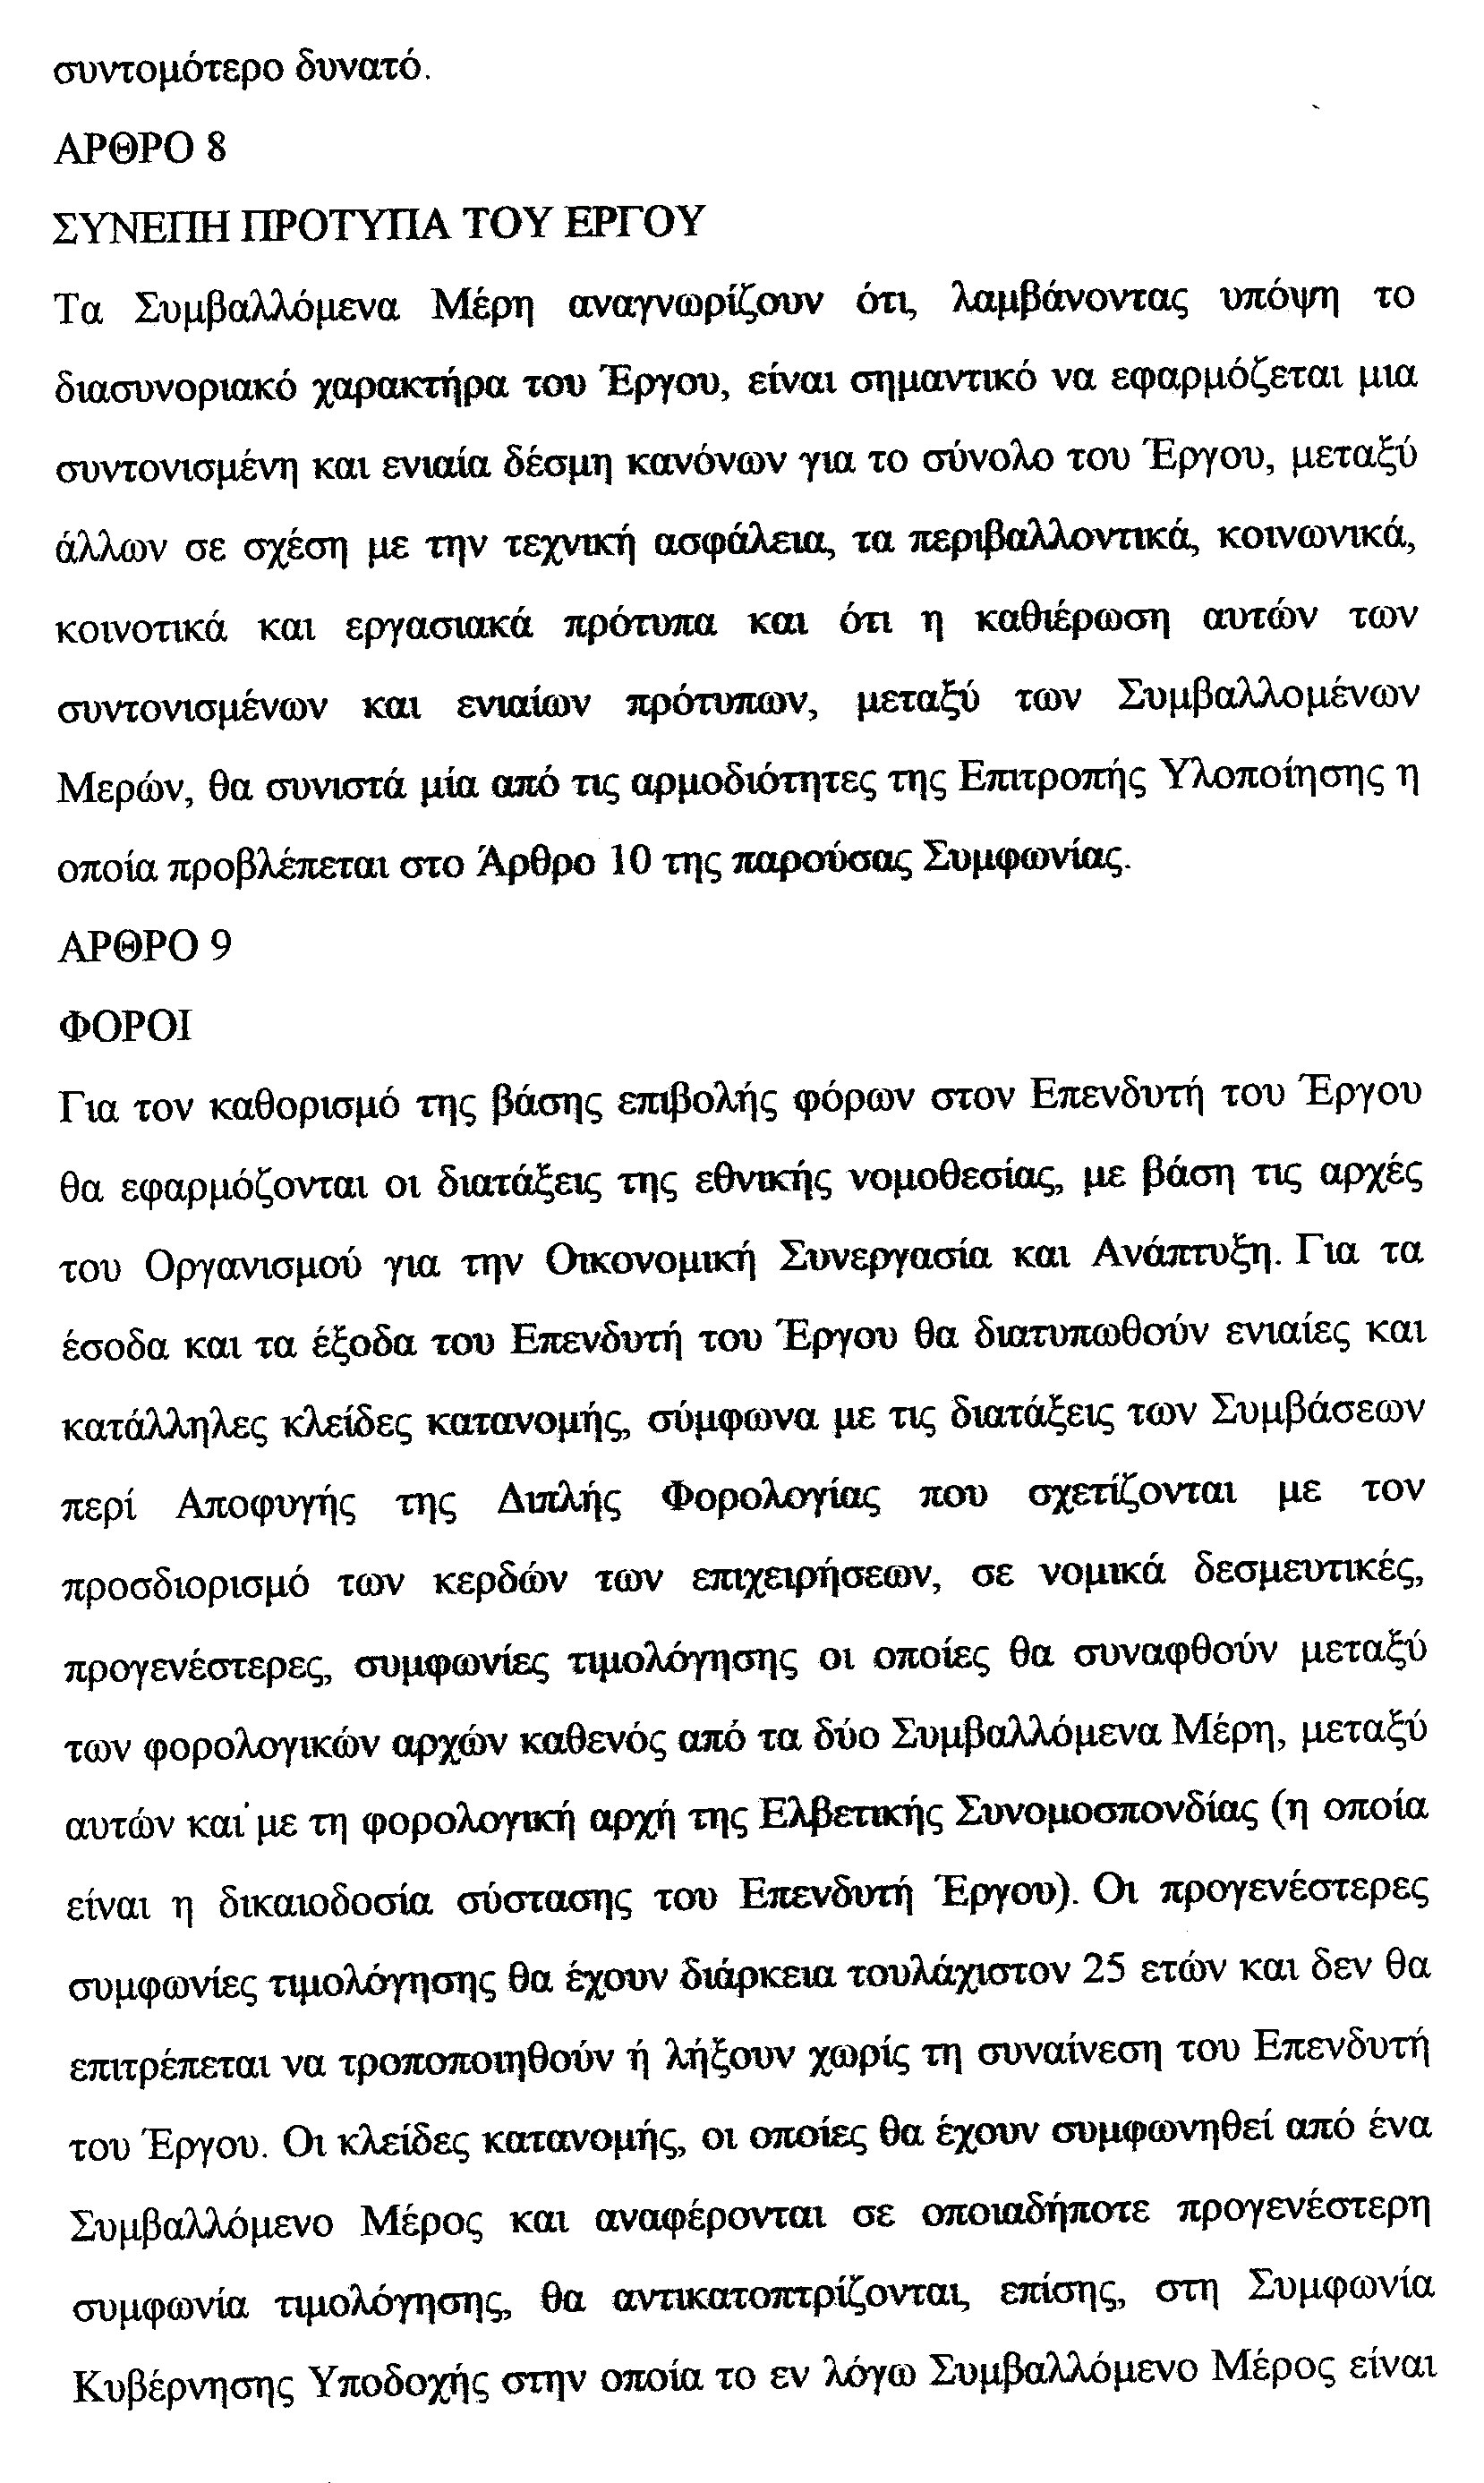 συντομότερο δυνατό.
ΑΡΘΡΟ 8
ΣΥΝΕΠΗ ΠΡΟΤΥΠΑ ΤΟΥ ΕΡΓΟΥ
Τα Συμβαλλόμενα Μέρη αναγνωρίζουν ότι, λαμβάνοντας υπόψη το
διασυνοριακό χαρακτήρα του Έργου, είναι σημαντικό να εφαρμόζεται μια
συντονισμένη και ενιαία δέσμη κανόνων για το σύνολο του Έργου, μεταξύ
άλλων σε σχέση με την τεχνική ασφάλεια, τα περιβαλλοντικά, κοινωνικά,
κοινοτικά και εργασιακά πρότυπα και ότι η καθιέρωση αυτών των
συντονισμένων και ενιαίων πρότυπων, μεταξύ των Συμβαλλομένων
Μερών, θα συνιστά μία από τις αρμοδιότητες της Επιτροπής Υλοποίησης η
οποία προβλέπεται στο Άρθρο 10 της παρούσας Συμφωνίας.
ΑΡΘΡΟ 9
ΦΟΡΟΙ
Για τον καθορισμό της βάσης επιβολής φόρων στον Επενδυτή του Έργου
θα εφαρμόζονται οι διατάξεις της εθνικής νομοθεσίας, με βάση τις αρχές
του Οργανισμού για την Οικονομική Συνεργασία και Ανάπτυξη. Για τα
έσοδα και τα έξοδα του Επενδυτή του Έργου θα διατυπωθούν ενιαίες και
κατάλληλες κλείδες κατανομής, σύμφωνα με τις διατάξεις των Συμβάσεων
περί Αποφυγής της Διπλής Φορολογίας που σχετίζονται με τον
προσδιορισμό των κερδών των επιχειρήσεων, σε νομικά δεσμευτικές,
προγενέστερες, συμφωνίες τιμολόγησης οι οποίες θα συναφθούν μεταξύ
των φορολογικών αρχών καθενός από τα δύο Συμβαλλόμενα Μέρη, μεταξύ
αυτών και με τη φορολογική αρχή της Ελβετικής Συνομοσπονδίας (η οποία
είναι η δικαιοδοσία σύστασης του Επενδυτή Έργου). Οι προγενέστερες
συμφωνίες τιμολόγησης θα έχουν διάρκεια τουλάχιστον 25 ετών και δεν θα
επιτρέπεται να τροποποιηθούν ή λήξουν χωρίς τη συναίνεση του Επενδυτή
του Έργου. Οι κλείδες κατανομής, οι οποίες θα έχουν συμφωνηθεί από ένα
Συμβαλλόμενο Μέρος και αναφέρονται σε οποιαδήποτε προγενέστερη
συμφωνία τιμολόγησης, θα αντικατοπτρίζονται, επίσης, στη Συμφωνία
Κυβέρνησης Υποδοχής στην οποία το εν λόγω Συμβαλλόμενο Μέρος είναι